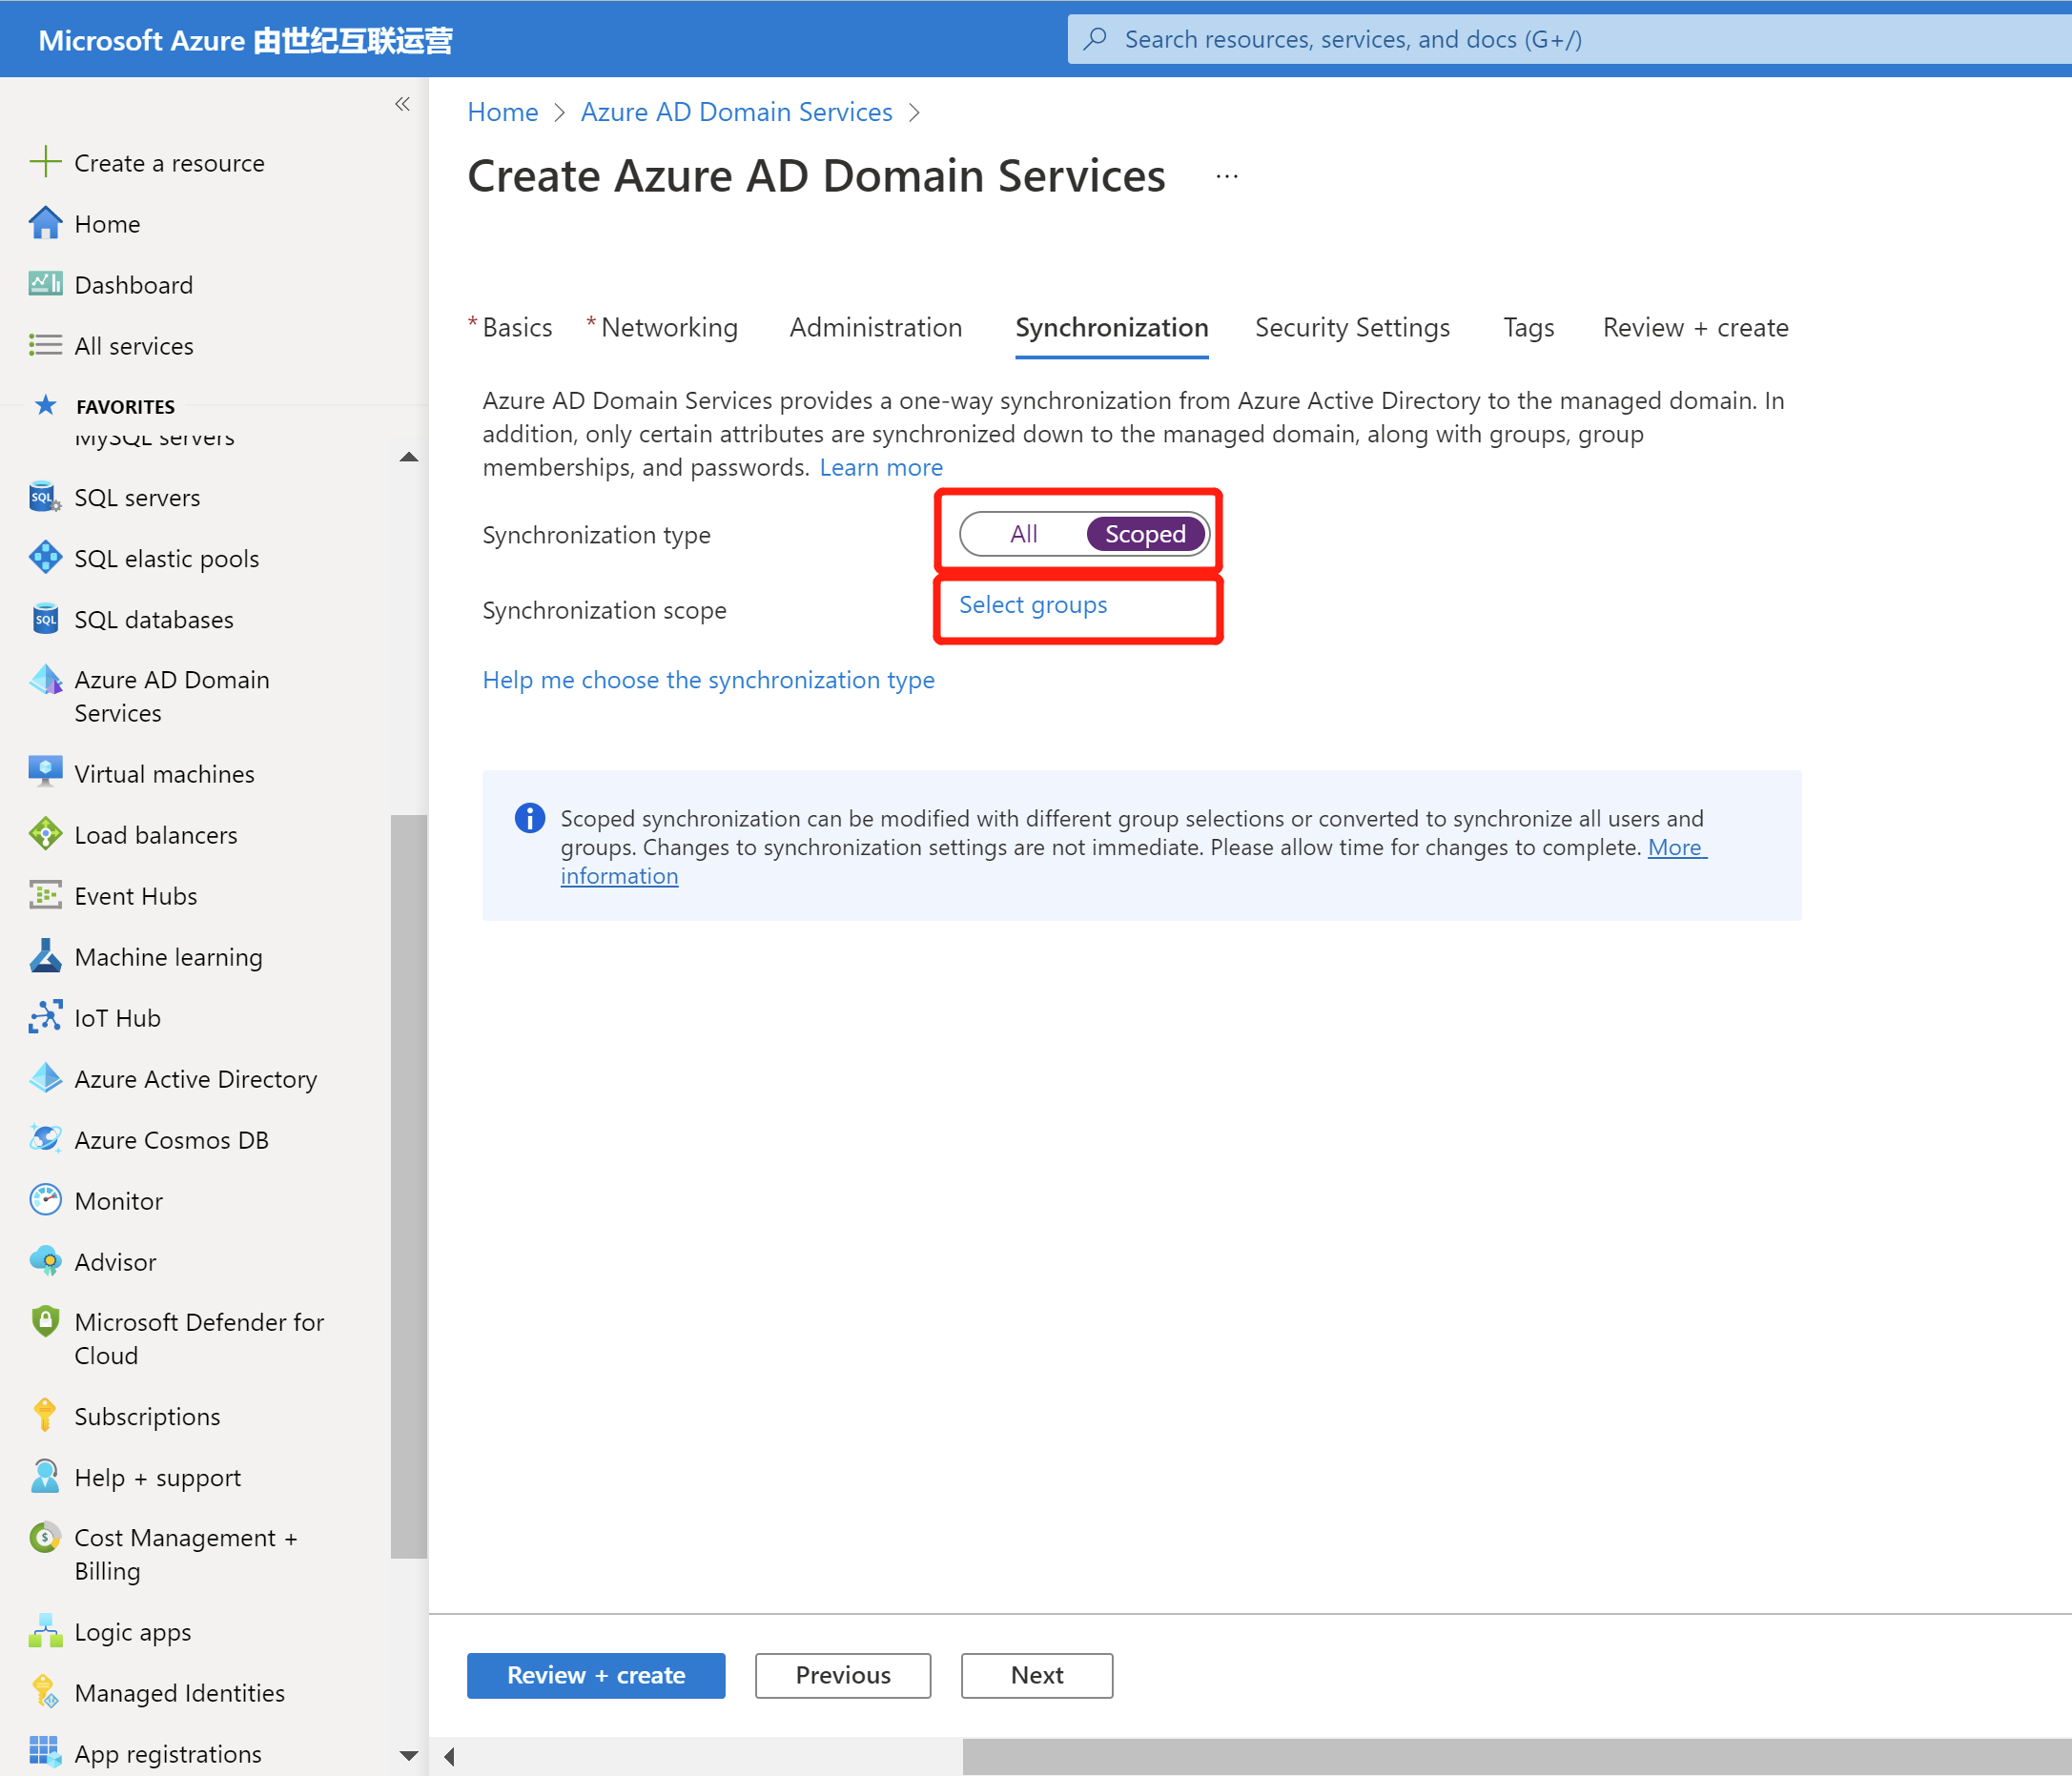 Microsoft Azure 由世纪互联运营
Search resources, services, and docs (G+/)
Create a resource
Home
Dashboard
All services
FAVORITES
MySQL servers
SQL servers
SQL elastic pools
SQL databases
Azure AD Domain
Services
Virtual machines
Load balancers
Event Hubs
Machine learning
IoT Hub
Azure Active Directory
Azure Cosmos DB
Monitor
Advisor
Microsoft Defender for
Cloud
Subscriptions
Help + support
Cost Management +
Billing
Logic apps
Managed Identities
App registrations
Home > Azure AD Domain Services >
Create Azure AD Domain Services ...
* Basics * Networking Administration Synchronization Security Settings Tags Review + create
Azure AD Domain Services provides a one-way synchronization from Azure Active Directory to the managed domain. In
addition, only certain attributes are synchronized down to the managed domain, along with groups, group
memberships, and passwords. Learn more
Synchronization type All Scoped
Synchronization scope Select groups
Help me choose the synchronization type
Scoped synchronization can be modified with different group selections or converted to synchronize all users and
groups. Changes to synchronization settings are not immediate. Please allow time for changes to complete. More
information
Review + create Previous Next